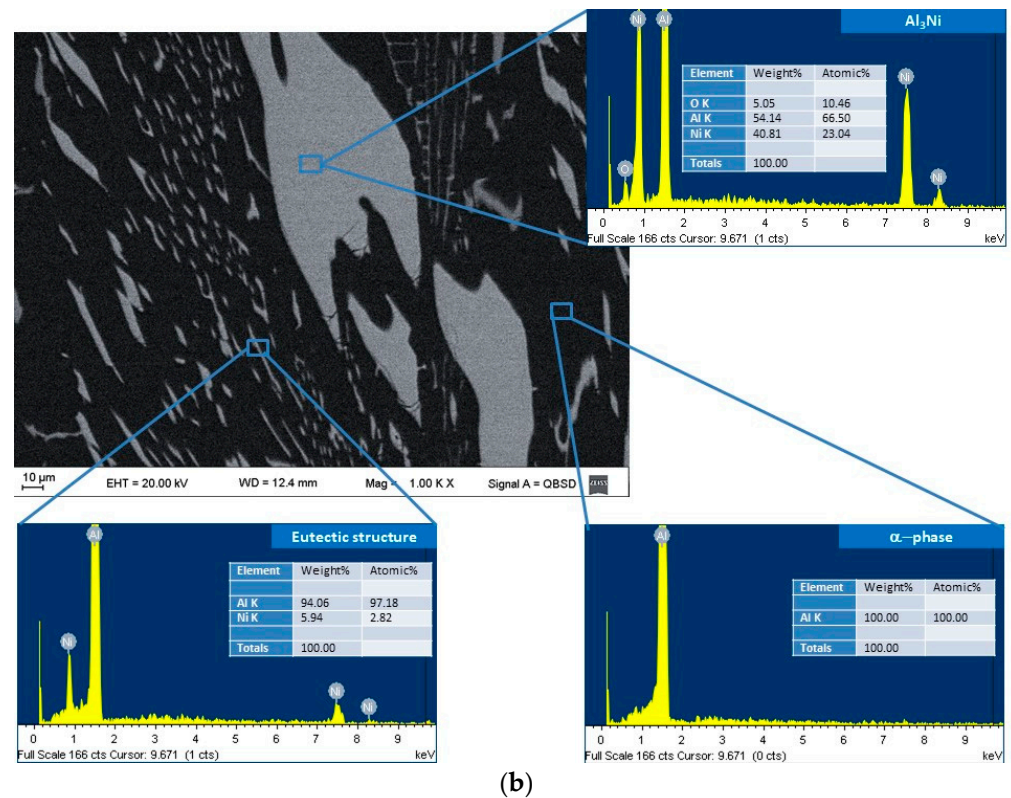 Al₃Ni
Ni Al
Element Weight% Atomic%
O K 5.05 10.46
Al K 54.14 66.50
Ni K 40.81 23.04
Totals 100.00
Ni
O
Ni
0 1 2 3 4 5 6 7 8 9
Full Scale 166 cts Cursor: 9.671 (1 cts) keV
10 µm EHT = 20.00 kV WD = 12.4 mm Mag = 1.00 K X Signal A = QBSD ZEISS
Eutectic structure
Al
Element Weight% Atomic%
Al K 94.06 97.18
Ni K 5.94 2.82
Totals 100.00
Ni
Ni
Ni
0 1 2 3 4 5 6 7 8 9
Full Scale 166 cts Cursor: 9.671 (1 cts) keV
α−phase
Al
Element Weight% Atomic%
Al K 100.00 100.00
Totals 100.00
0 1 2 3 4 5 6 7 8 9
Full Scale 166 cts Cursor: 9.671 (0 cts) keV
(b)